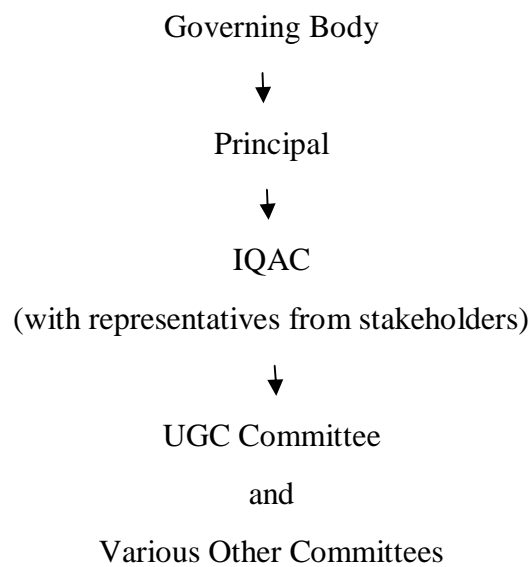 Governing Body
Principal
IQAC
(with representatives from stakeholders)
UGC Committee
and
Various Other Committees